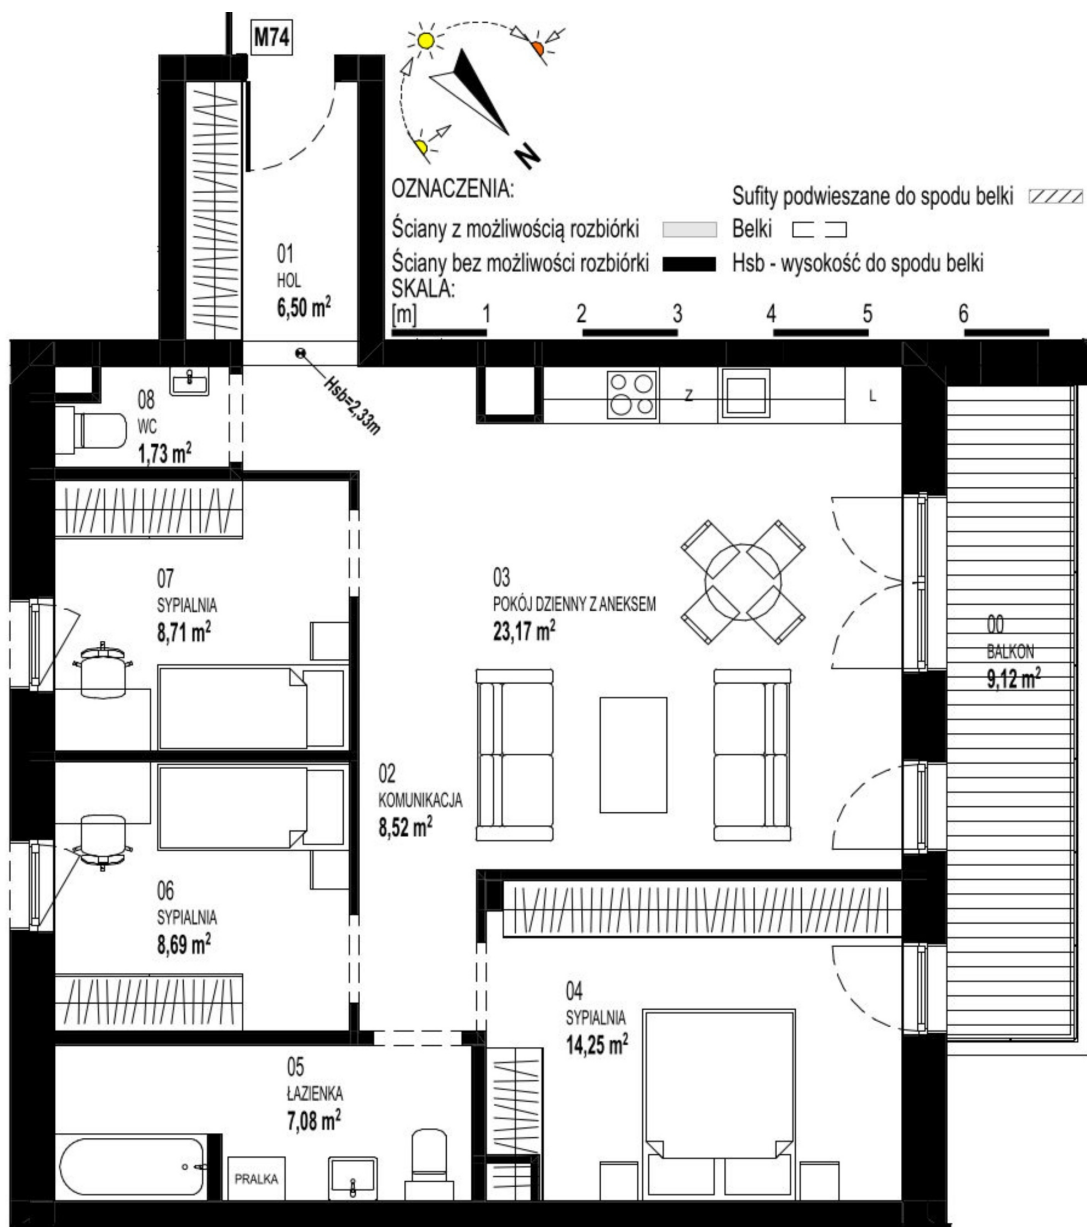 M74
N
OZNACZENIA:
Sufity podwieszane do spodu belki
Ściany z możliwością rozbiórki
Belki
Ściany bez możliwości rozbiórki
Hsb - wysokość do spodu belki
SKALA:
[m] 1 2 3 4 5 6
01
HOL
6,50 m²
Hsb=2,33m
08
WC
1,73 m²
Z
L
07
SYPIALNIA
8,71 m²
03
POKÓJ DZIENNY Z ANEKSEM
23,17 m²
00
BALKON
9,12 m²
02
KOMUNIKACJA
8,52 m²
06
SYPIALNIA
8,69 m²
04
SYPIALNIA
14,25 m²
05
ŁAZIENKA
7,08 m²
PRALKA